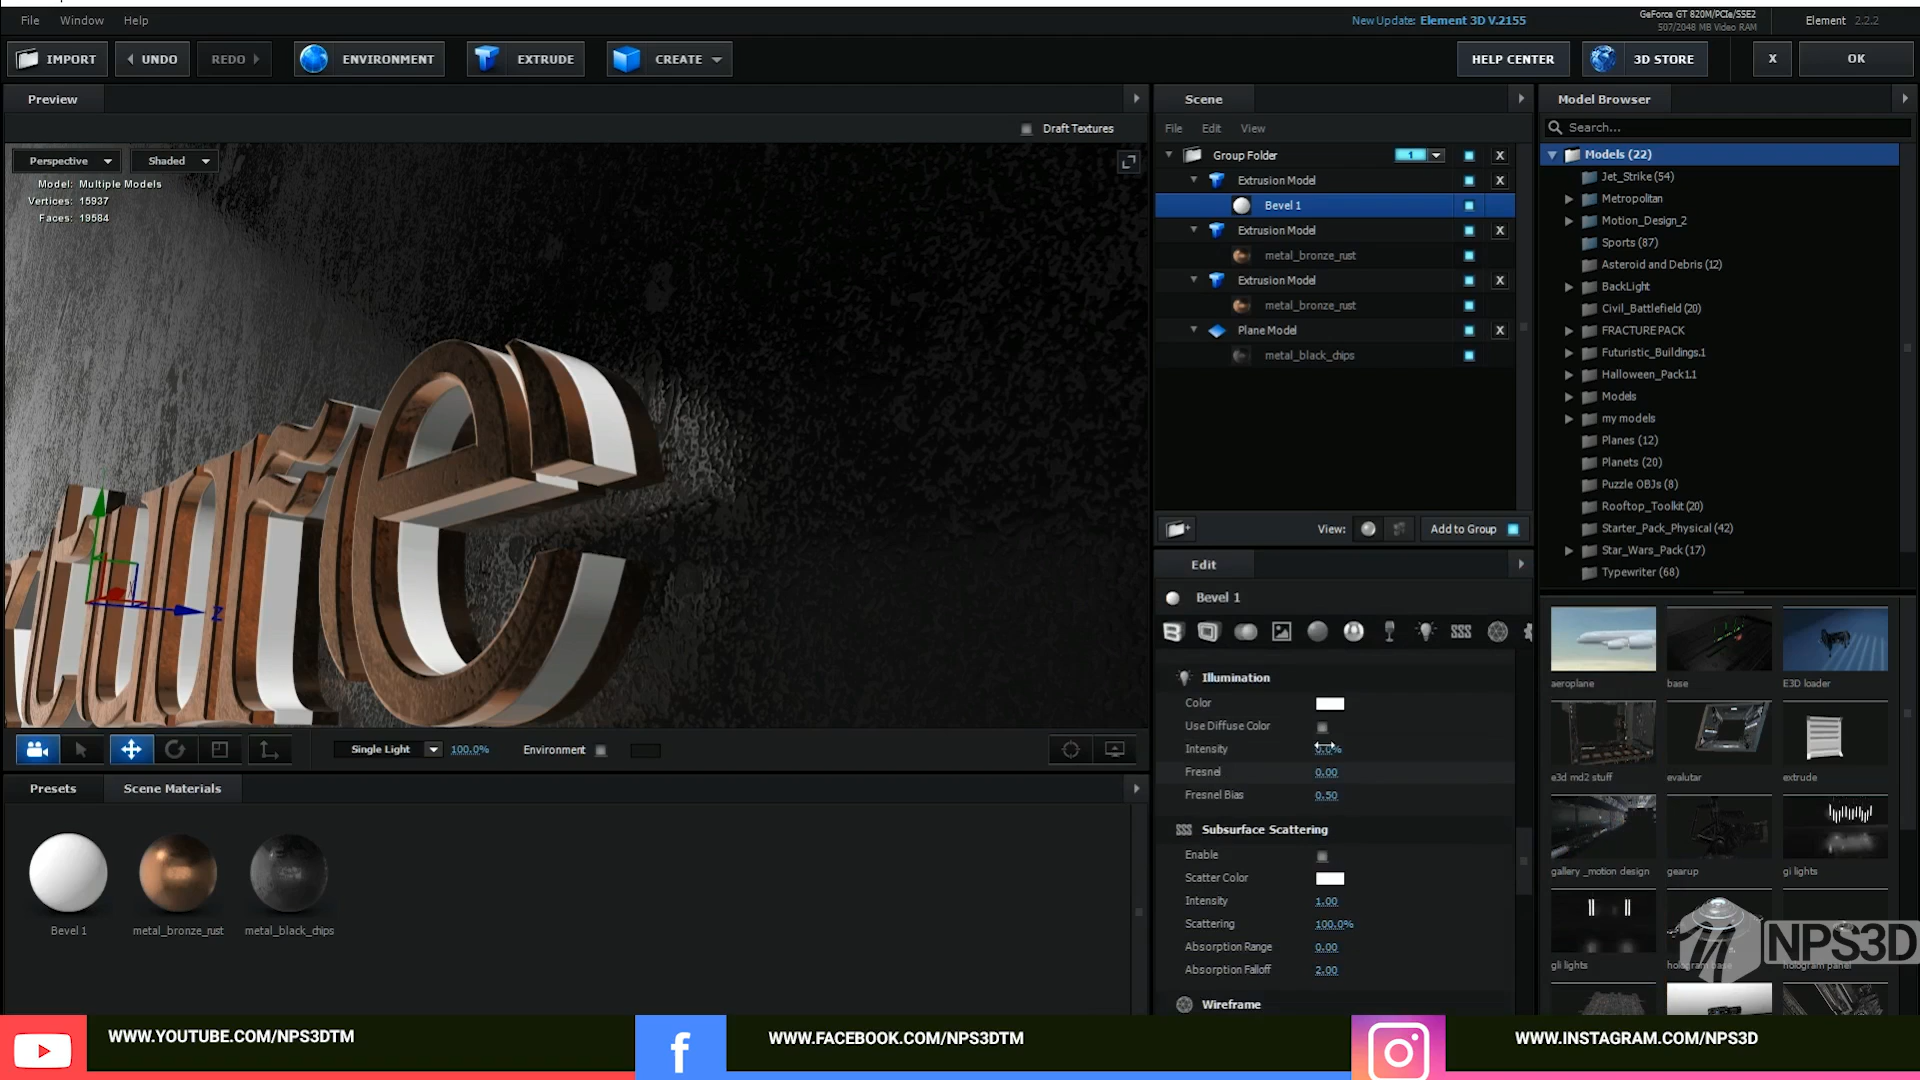 File Window Help
New Update: Element 3D V.2155
GeForce GT 820M/PCIe/SSE2
507/2048 MB Video RAM
Element 2.2.2
IMPORT UNDO REDO ENVIRONMENT EXTRUDE CREATE HELP CENTER 3D STORE X OK
Preview
Draft Textures
Perspective Shaded
Model: Multiple Models
Vertices: 15937
Faces: 19584
Z
Single Light 100.0% Environment
Presets Scene Materials
Bevel 1 metal_bronze_rust metal_black_chips
Scene
File Edit View
Group Folder 1 X
Extrusion Model X
Bevel 1
Extrusion Model X
metal_bronze_rust
Extrusion Model X
metal_bronze_rust
Plane Model X
metal_black_chips
View: Add to Group
Edit
Bevel 1
Illumination
Color
Use Diffuse Color
Intensity
Fresnel 0.00
Fresnel Bias 0.50
Subsurface Scattering
Enable
Scatter Color
Intensity 1.00
Scattering 100.0%
Absorption Range 0.00
Absorption Falloff 2.00
Wireframe
Model Browser
Search...
Models (22)
Jet_Strike (54)
Metropolitan
Motion_Design_2
Sports (87)
Asteroid and Debris (12)
BackLight
Civil_Battlefield (20)
FRACTURE PACK
Futuristic_Buildings.1
Halloween_Pack1.1
Models
my models
Planes (12)
Planets (20)
Puzzle OBJs (8)
Rooftop_Toolkit (20)
Starter_Pack_Physical (42)
Star_Wars_Pack (17)
Typewriter (68)
aeroplane base E3D loader
e3d md2 stuff evalutar extrude
gallery _motion design gearup gi lights
gli lights hologram base hologram panel
NPS3D
WWW.YOUTUBE.COM/NPS3DTM
WWW.FACEBOOK.COM/NPS3DTM
WWW.INSTAGRAM.COM/NPS3D